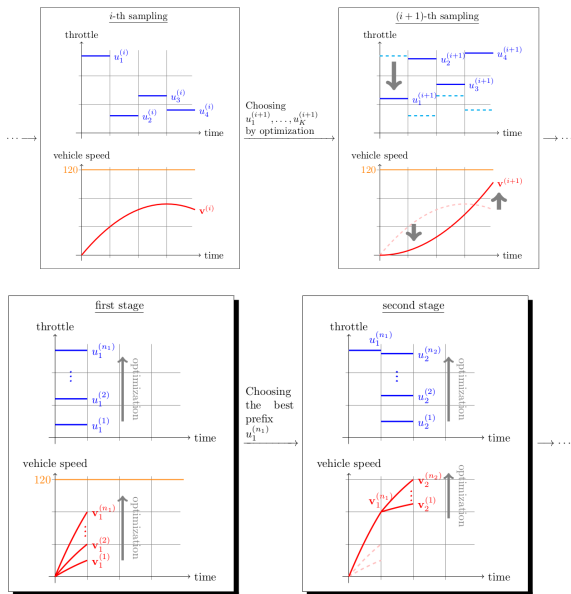 i-th sampling
throttle
u_1^{(i)}
u_2^{(i)}
u_3^{(i)}
u_4^{(i)}
time
vehicle speed
120
v^{(i)}
time
··· →
Choosing
u_1^{(i+1)}, . . . , u_K^{(i+1)}
by optimization
(i + 1)-th sampling
throttle
u_1^{(i+1)}
u_2^{(i+1)}
u_3^{(i+1)}
u_4^{(i+1)}
time
vehicle speed
120
v^{(i+1)}
time
→ ···
first stage
throttle
u_1^{(n_1)}
⋮
u_1^{(2)}
u_1^{(1)}
optimization
time
vehicle speed
120
v_1^{(n_1)}
⋮
v_1^{(2)}
v_1^{(1)}
optimization
time
Choosing
the best
prefix
u_1^{(n_1)}
second stage
throttle
u_1^{(n_1)}
u_2^{(n_2)}
⋮
u_2^{(2)}
u_2^{(1)}
optimization
time
vehicle speed
v_1^{(n_1)}
v_2^{(n_2)}
⋮
v_2^{(1)}
optimization
time
→ ···